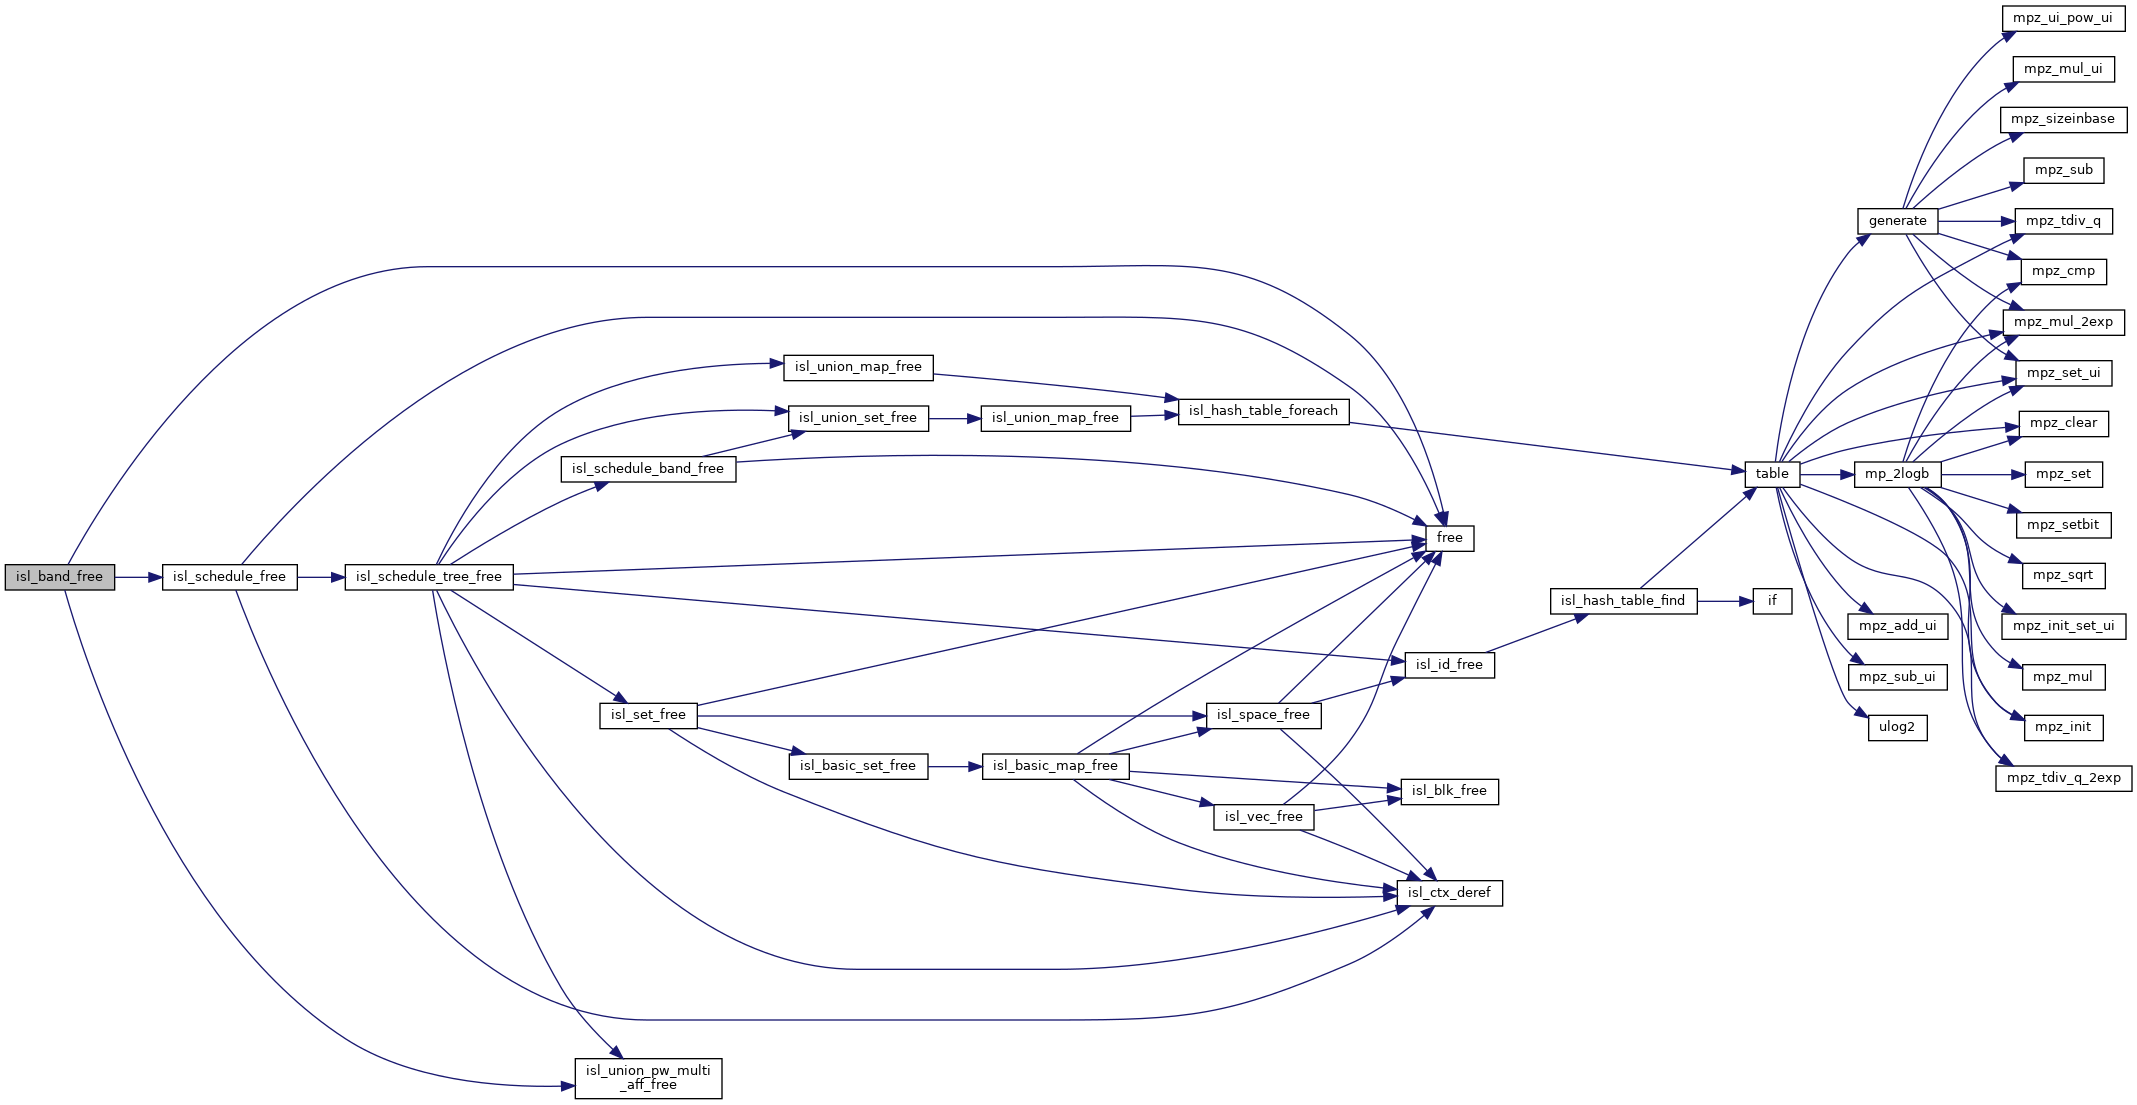 isl_band_free
isl_schedule_free
isl_schedule_tree_free
isl_union_map_free
isl_union_set_free
isl_schedule_band_free
isl_set_free
isl_basic_set_free
isl_union_pw_multi
_aff_free
isl_union_map_free
isl_basic_map_free
isl_hash_table_foreach
isl_space_free
isl_vec_free
free
isl_id_free
isl_blk_free
isl_ctx_deref
isl_hash_table_find
table
if
generate
mp_2logb
mpz_add_ui
mpz_sub_ui
ulog2
mpz_ui_pow_ui
mpz_mul_ui
mpz_sizeinbase
mpz_sub
mpz_tdiv_q
mpz_cmp
mpz_mul_2exp
mpz_set_ui
mpz_clear
mpz_set
mpz_setbit
mpz_sqrt
mpz_init_set_ui
mpz_mul
mpz_init
mpz_tdiv_q_2exp